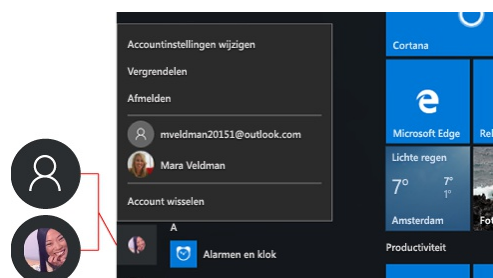 Accountinstellingen wijzigen
Vergrendelen
Afmelden
mveldman20151@outlook.com
Mara Veldman
Account wisselen
A
Alarmen en klok
Cortana
Microsoft Edge
Lichte regen
7° 7°
1°
Amsterdam
Productiviteit